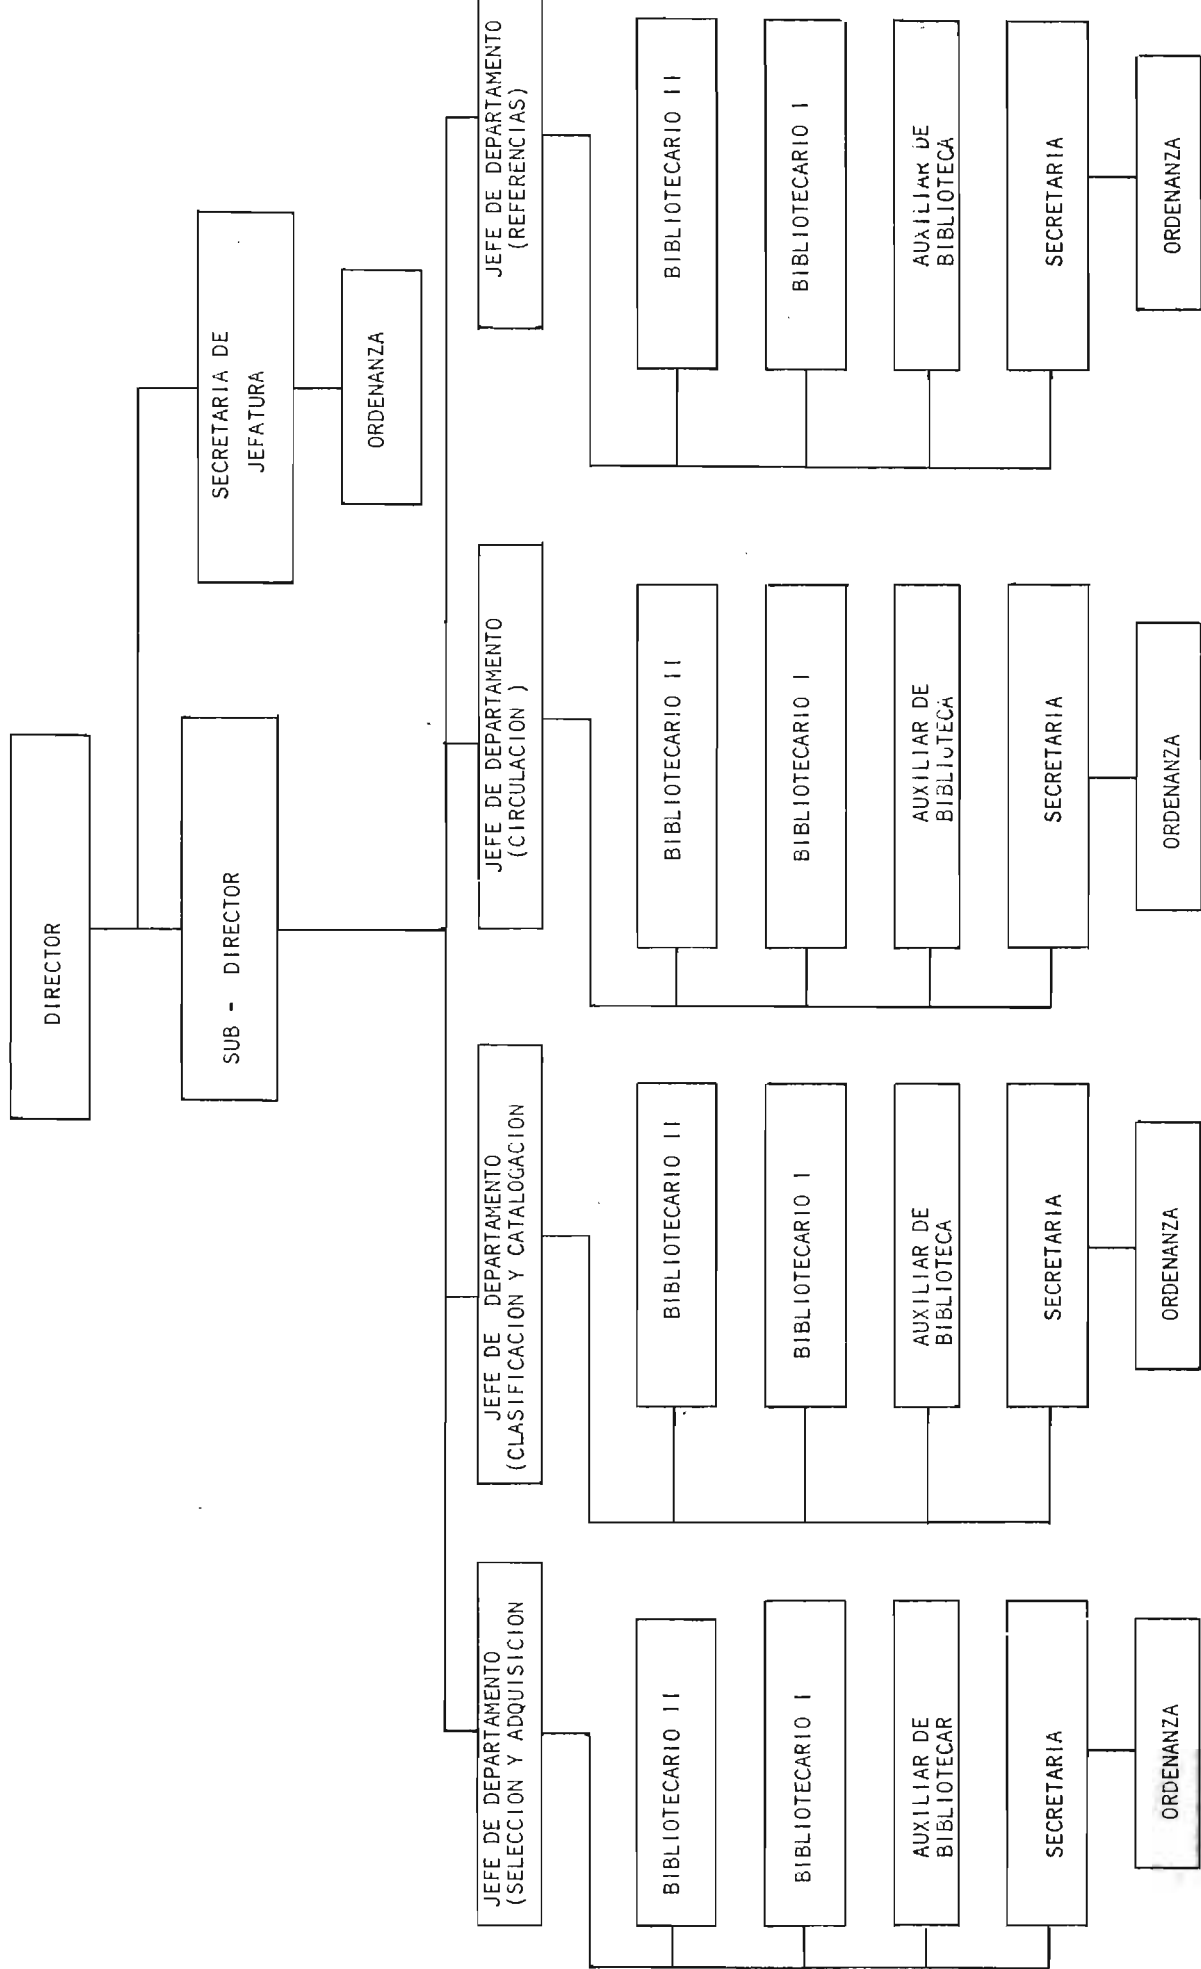 DIRECTOR
SUB - DIRECTOR
SECRETARIA DE
JEFATURA
ORDENANZA
JEFE DE DEPARTAMENTO
(SELECCION Y ADQUISICION
BIBLIOTECARIO II
BIBLIOTECARIO I
AUXILIAR DE
BIBLIOTECAR
SECRETARIA
ORDENANZA
JEFE DE DEPARTAMENTO
(CLASIFICACION Y CATALOGACION
BIBLIOTECARIO II
BIBLIOTECARIO I
AUXILIAR DE
BIBLIOTECA
SECRETARIA
ORDENANZA
JEFE DE DEPARTAMENTO
(CIRCULACION )
BIBLIOTECARIO II
BIBLIOTECARIO I
AUXILIAR DE
BIBLIOTECA
SECRETARIA
ORDENANZA
JEFE DE DEPARTAMENTO
(REFERENCIAS)
BIBLIOTECARIO II
BIBLIOTECARIO I
AUXILIAR DE
BIBLIOTECA
SECRETARIA
ORDENANZA